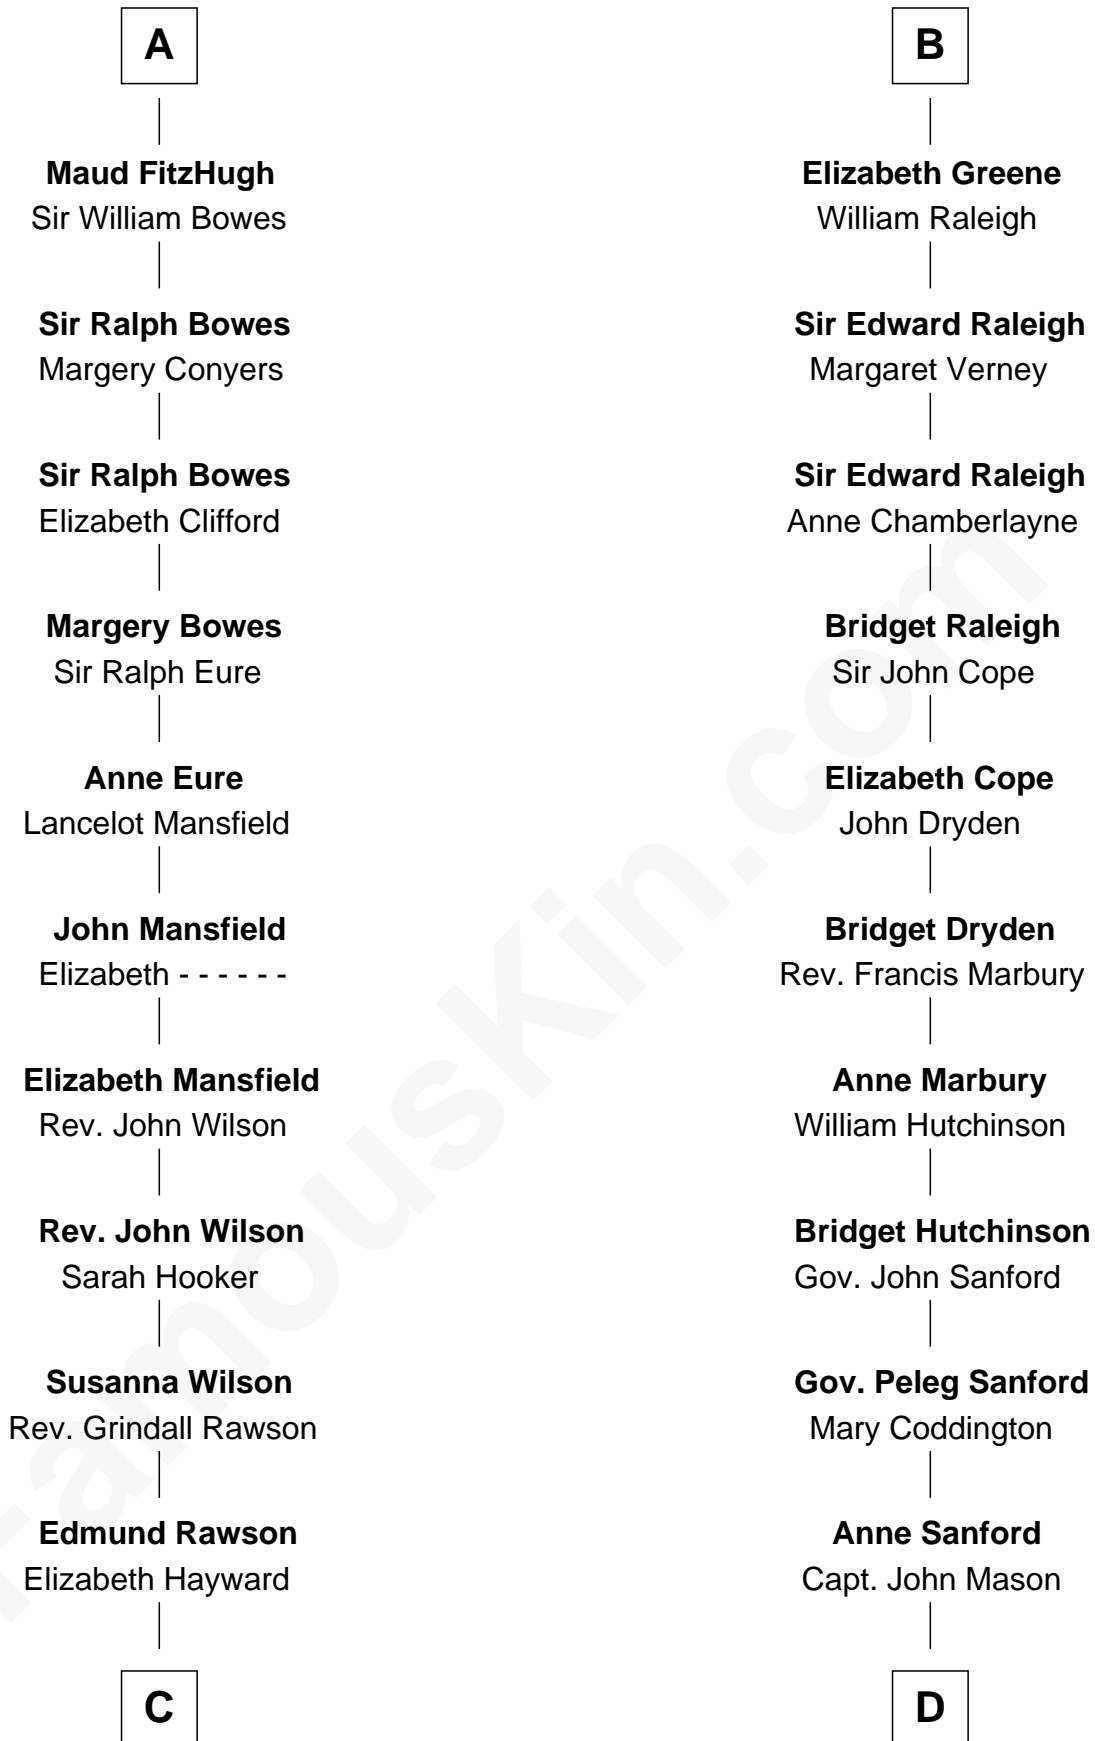 A
Maud FitzHugh
Sir William Bowes
Sir Ralph Bowes
Margery Conyers
Sir Ralph Bowes
Elizabeth Clifford
Margery Bowes
Sir Ralph Eure
Anne Eure
Lancelot Mansfield
John Mansfield
Elizabeth - - - - - -
Elizabeth Mansfield
Rev. John Wilson
Rev. John Wilson
Sarah Hooker
Susanna Wilson
Rev. Grindall Rawson
Edmund Rawson
Elizabeth Hayward
C
B
Elizabeth Greene
William Raleigh
Sir Edward Raleigh
Margaret Verney
Sir Edward Raleigh
Anne Chamberlayne
Bridget Raleigh
Sir John Cope
Elizabeth Cope
John Dryden
Bridget Dryden
Rev. Francis Marbury
Anne Marbury
William Hutchinson
Bridget Hutchinson
Gov. John Sanford
Gov. Peleg Sanford
Mary Coddington
Anne Sanford
Capt. John Mason
D
FamousKin.com